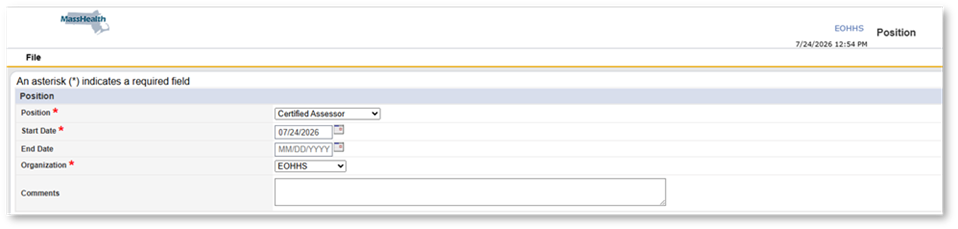 MassHealth
EOHHS Position
7/24/2026 12:54 PM
File
An asterisk (*) indicates a required field
Position
Position * Certified Assessor
Start Date * 07/24/2026
End Date MM/DD/YYYY
Organization * EOHHS
Comments